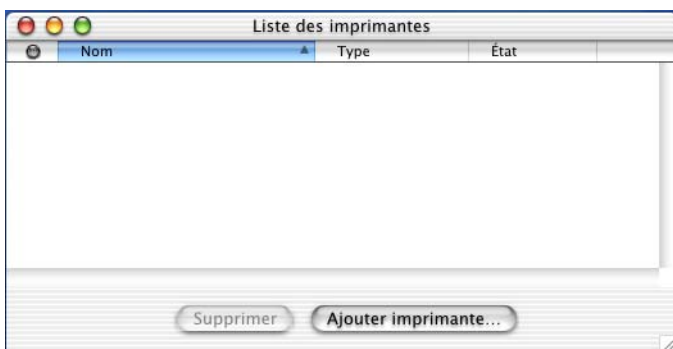 Liste des imprimantes
Nom Type État
Supprimer Ajouter imprimante...